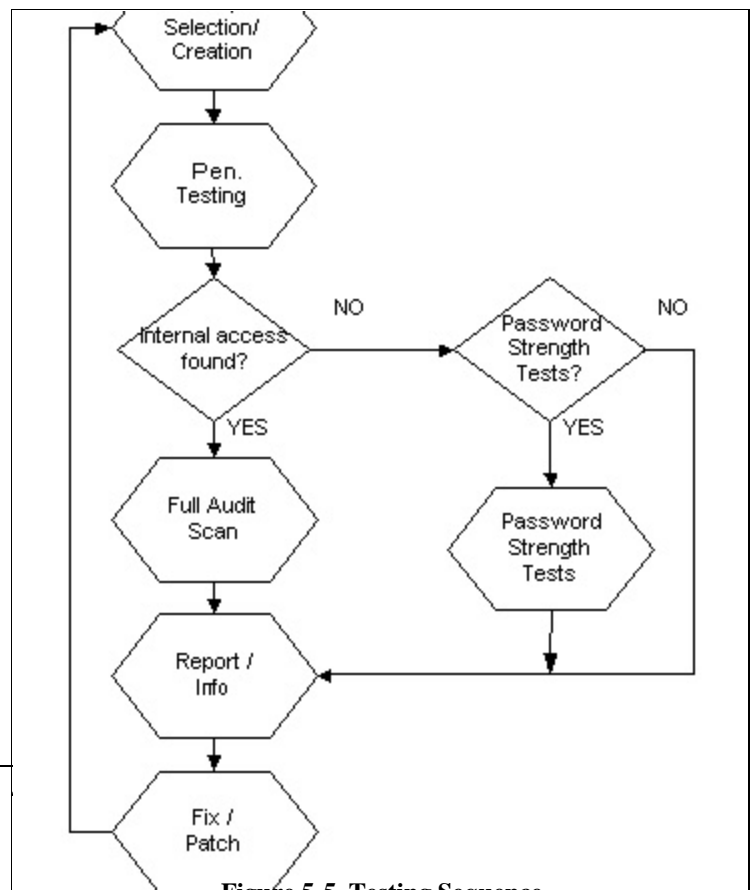 Selection/
Creation
Pen.
Testing
Internal access
found?
NO
Password
Strength
Tests?
NO
YES
YES
Full Audit
Scan
Password
Strength
Tests
Report /
Info
Fix /
Patch
Figure 5-5. Testing Sequence